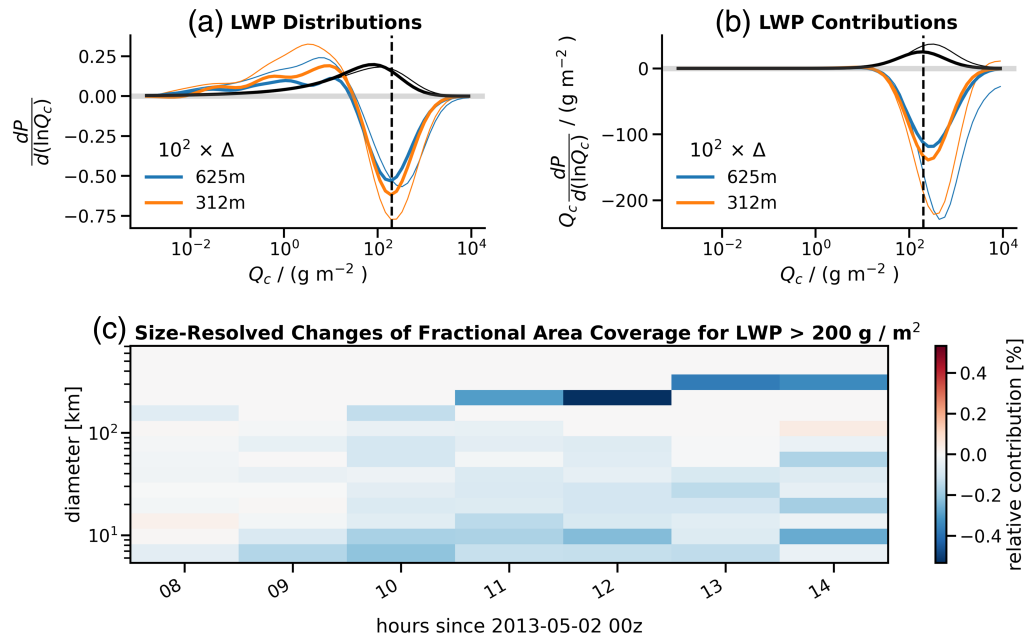 (a) LWP Distributions
0.25
0.00
−0.25
−0.50
−0.75
dP
d(lnQc)
10² × Δ
625m
312m
10⁻² 10⁰ 10² 10⁴
Qc / (g m⁻² )
(b) LWP Contributions
0
−100
−200
Qc dP/d(lnQc) / (g m⁻² )
10² × Δ
625m
312m
10⁻² 10⁰ 10² 10⁴
Qc / (g m⁻² )
(c) Size-Resolved Changes of Fractional Area Coverage for LWP > 200 g / m²
diameter [km]
10²
10¹
08 09 10 11 12 13 14
hours since 2013-05-02 00z
0.4
0.2
0.0
−0.2
−0.4
relative contribution [%]